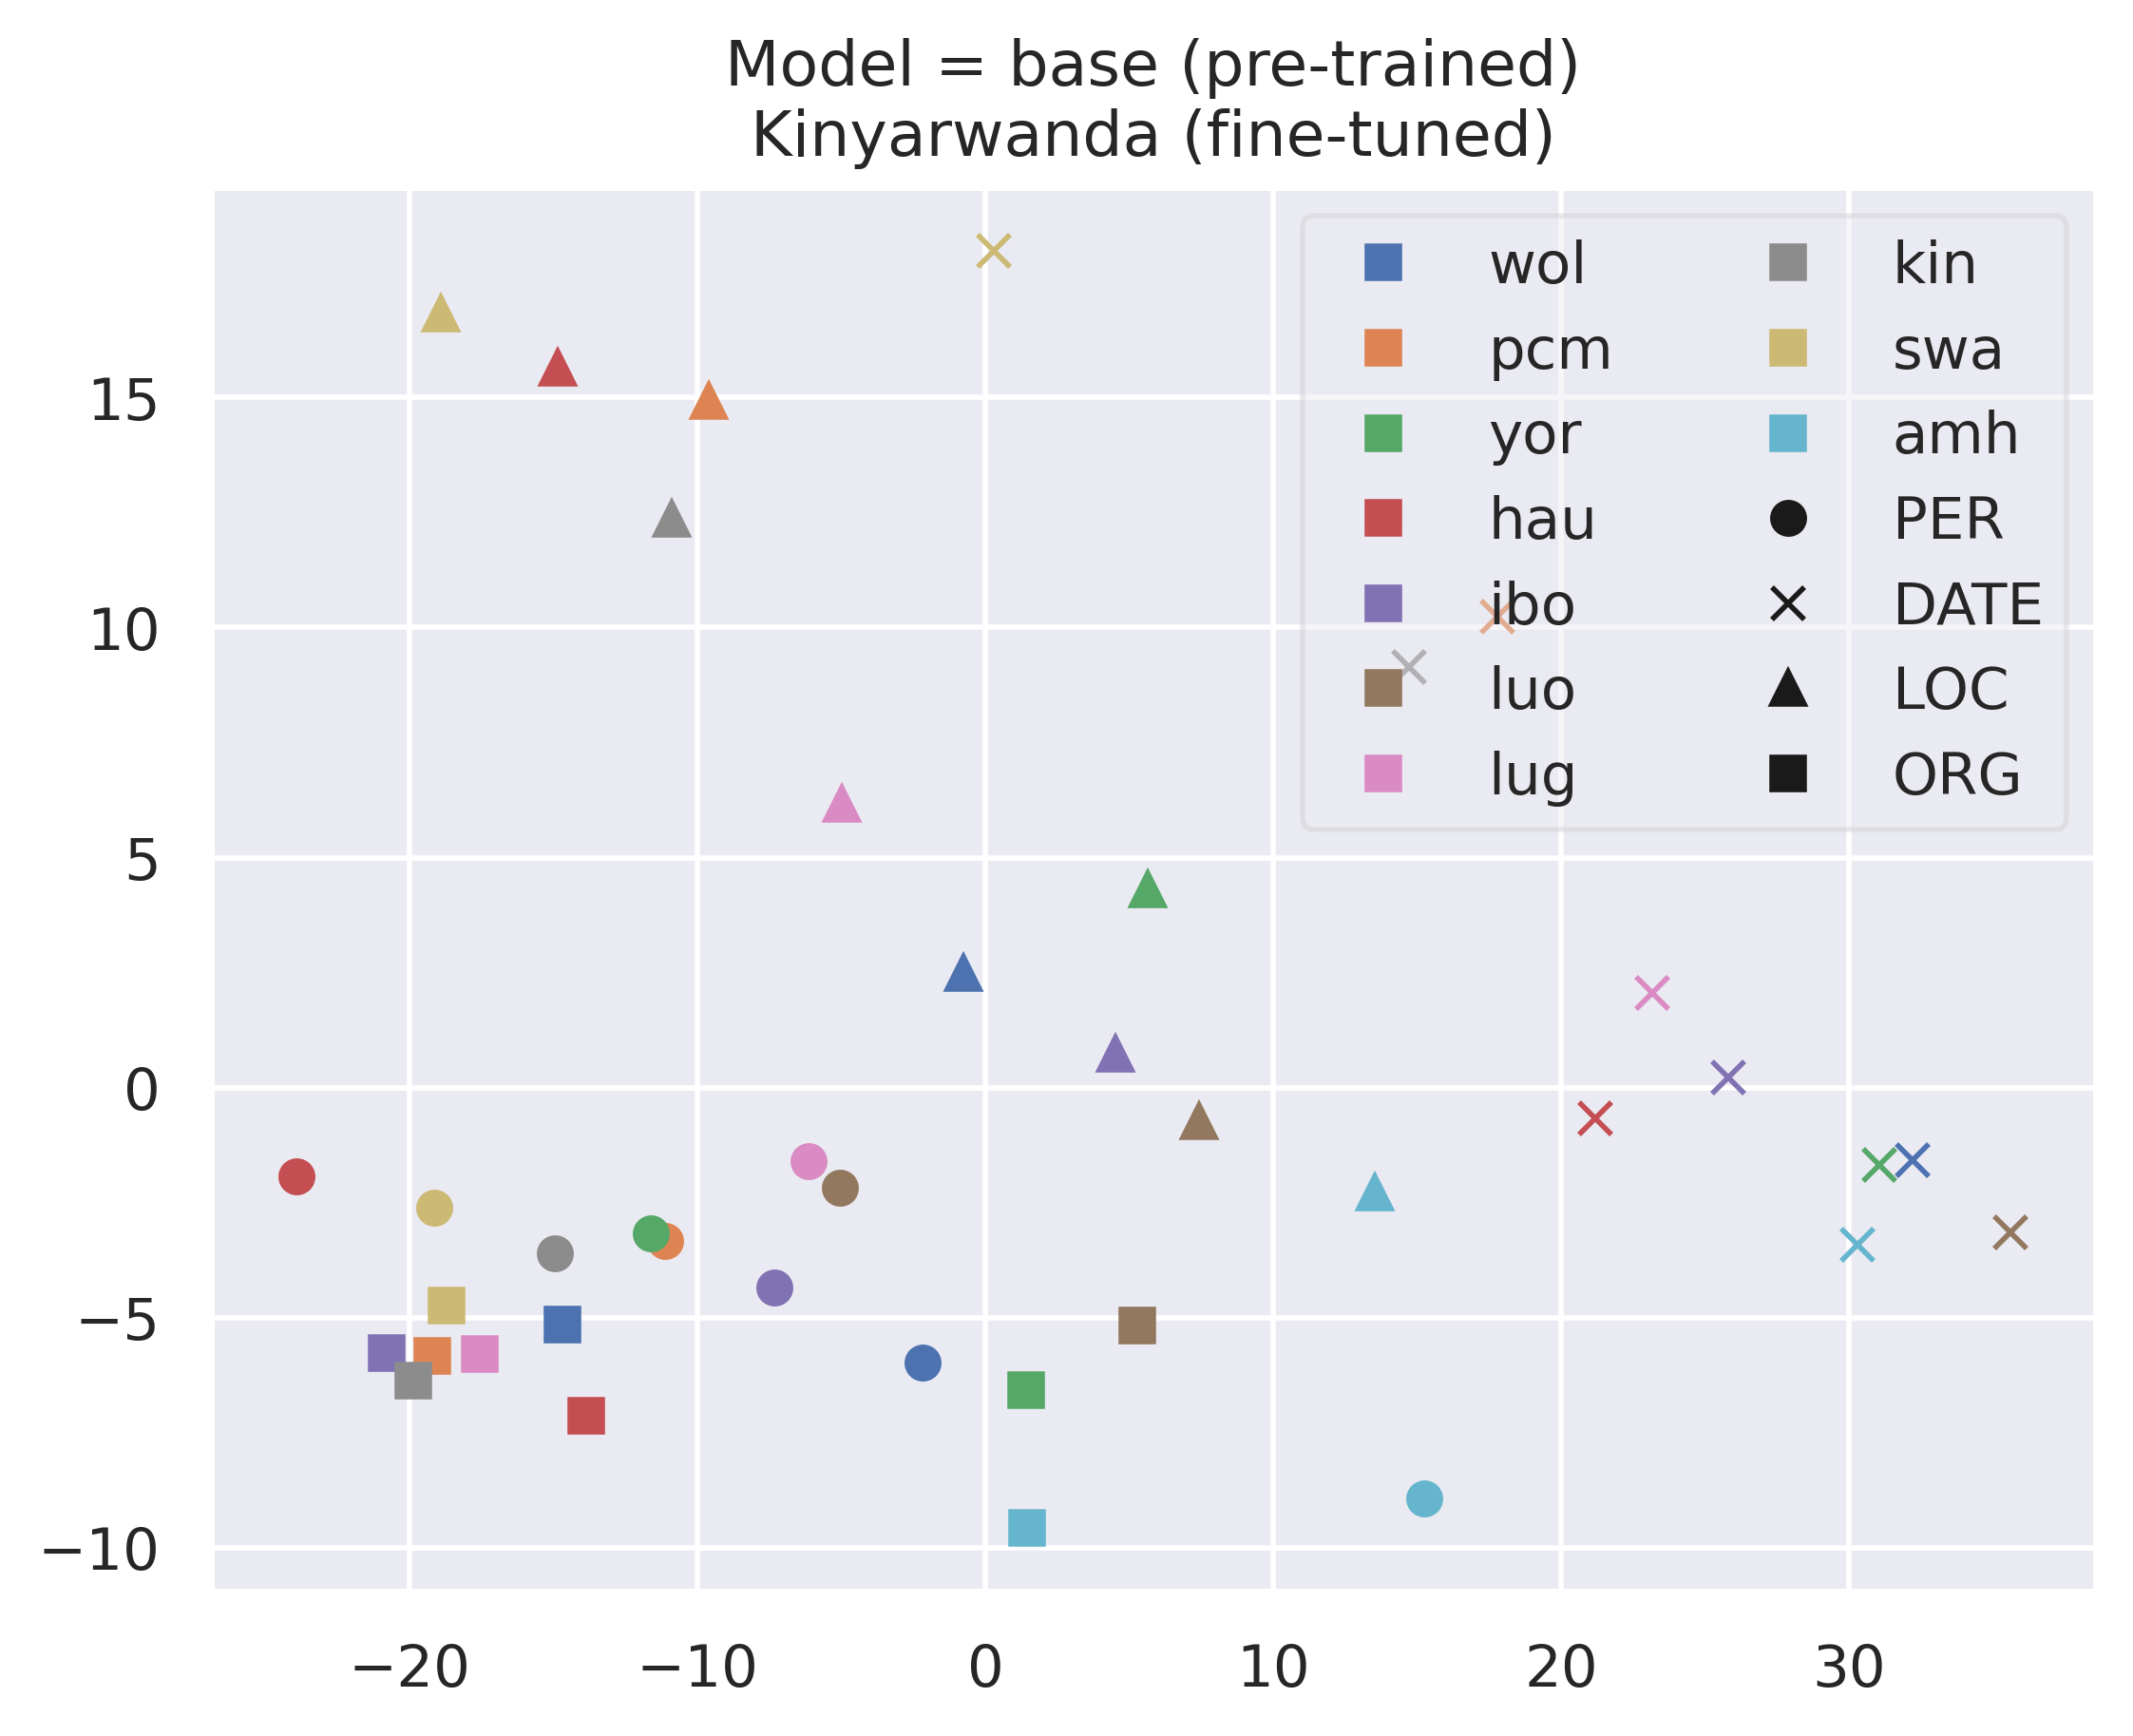 Model = base (pre-trained)
Kinyarwanda (fine-tuned)
wol
pcm
yor
hau
ibo
luo
lug
kin
swa
amh
PER
DATE
LOC
ORG
15
10
5
0
−5
−10
−20
−10
0
10
20
30